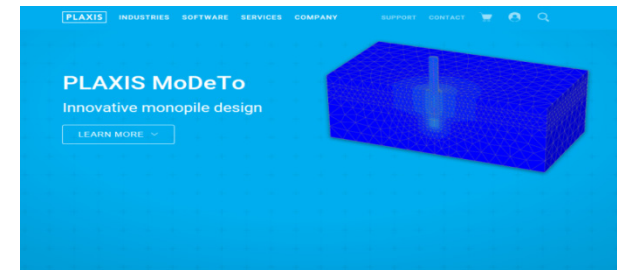 PLAXIS INDUSTRIES SOFTWARE SERVICES COMPANY SUPPORT CONTACT
PLAXIS MoDeTo
Innovative monopile design
LEARN MORE